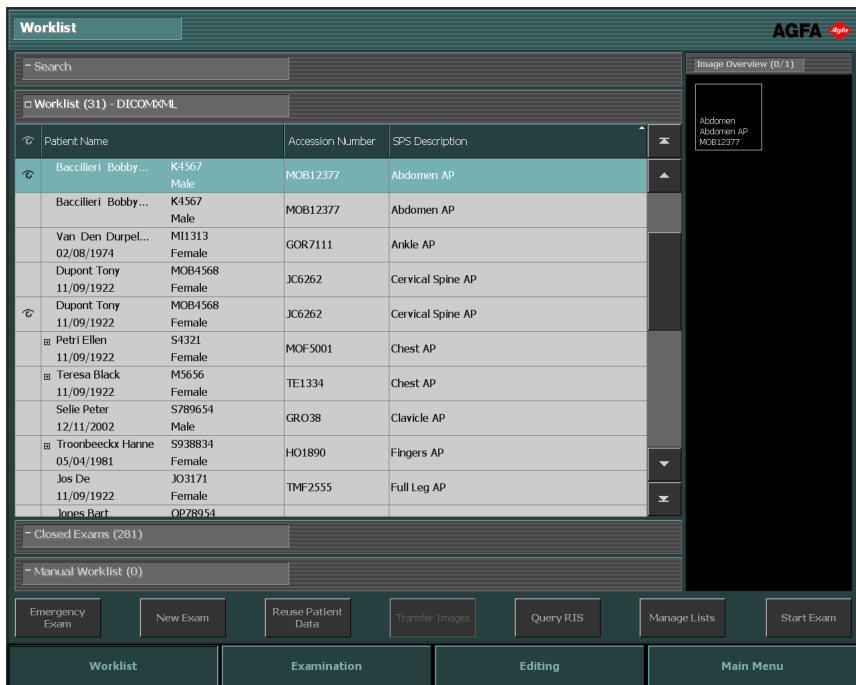 Worklist
AGFA Agfa
Search
Image Overview (0/1)
Worklist (31) - DICOMXML
Abdomen
Abdomen AP
MOB12377
Patient Name Accession Number SPS Description
Baccilieri Bobby... K4567 MOB12377 Abdomen AP
Male
Baccilieri Bobby... K4567 MOB12377 Abdomen AP
Male
Van Den Durpel... MI1313 GOR7111 Ankle AP
02/08/1974 Female
Dupont Tony MOB4568 JC6262 Cervical Spine AP
11/09/1922 Female
Dupont Tony MOB4568 JC6262 Cervical Spine AP
11/09/1922 Female
Petri Ellen S4321 MOF5001 Chest AP
11/09/1922 Female
Teresa Black M5656 TE1334 Chest AP
11/09/1922 Female
Selie Peter S789654 GRO38 Clavicle AP
12/11/2002 Male
Troonbeeckx Hanne S938834 HO1890 Fingers AP
05/04/1981 Female
Jos De JO3171 TMF2555 Full Leg AP
11/09/1922 Female
Jones Bart OP78954
Closed Exams (281)
Manual Worklist (0)
Emergency Exam
New Exam
Reuse Patient Data
Transfer Images
Query RIS
Manage Lists
Start Exam
Worklist Examination Editing Main Menu